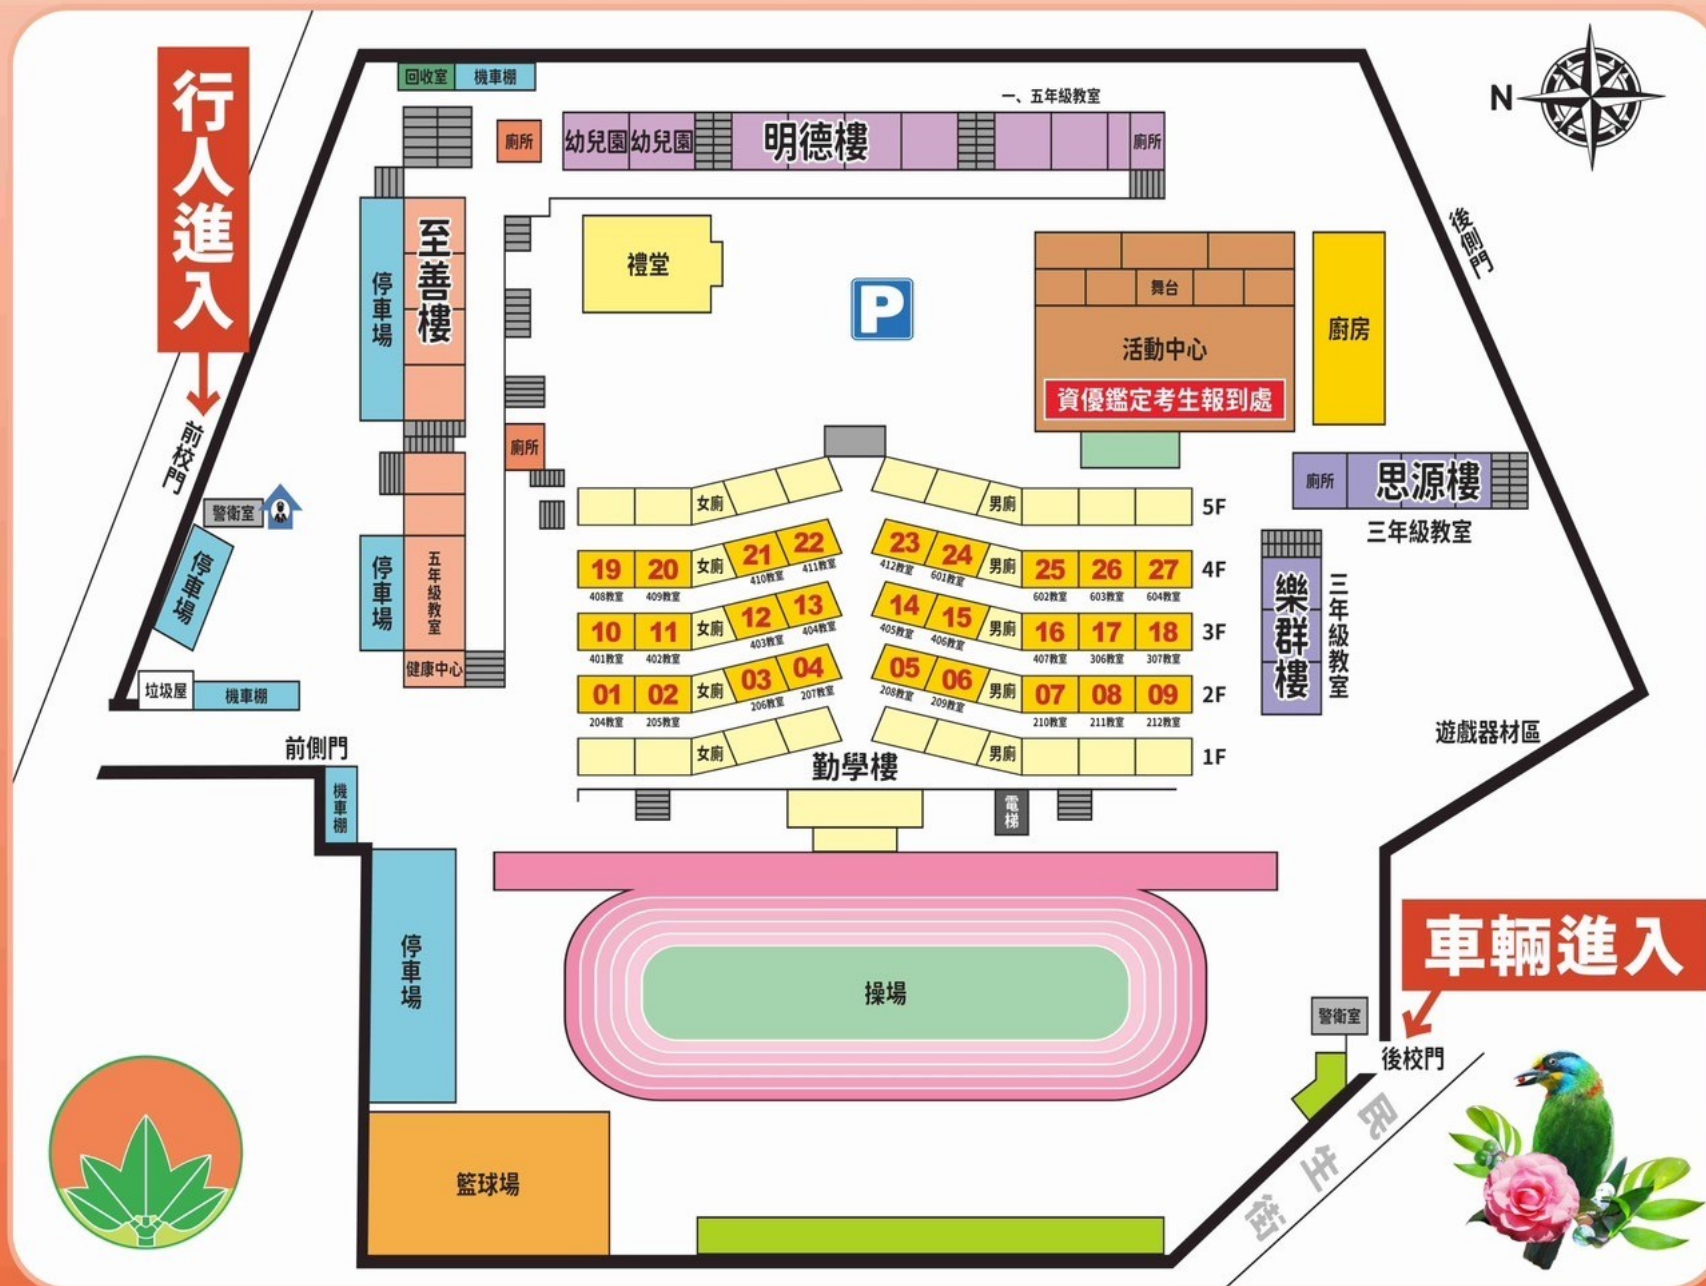 行人進入
N
回收室
機車棚
一、五年級教室
廁所
幼兒園
幼兒園
明德樓
廁所
後側門
停車場
至善樓
禮堂
P
舞台
活動中心
資優鑑定考生報到處
廚房
前校門
廁所
廁所
思源樓
三年級教室
警衛室
女廁
男廁
5F
停車場
停車場
五年級教室
19
20
女廁
21
22
23
24
男廁
25
26
27
4F
408教室
409教室
410教室
411教室
412教室
601教室
602教室
603教室
604教室
樂群樓
三年級教室
10
11
女廁
12
13
14
15
男廁
16
17
18
3F
401教室
402教室
403教室
404教室
405教室
406教室
407教室
306教室
307教室
健康中心
01
02
女廁
03
04
05
06
男廁
07
08
09
2F
204教室
205教室
206教室
207教室
208教室
209教室
210教室
211教室
212教室
垃圾屋
機車棚
前側門
女廁
男廁
1F
勤學樓
遊戲器材區
機車棚
電梯
停車場
操場
車輛進入
警衛室
後校門
民生街
籃球場